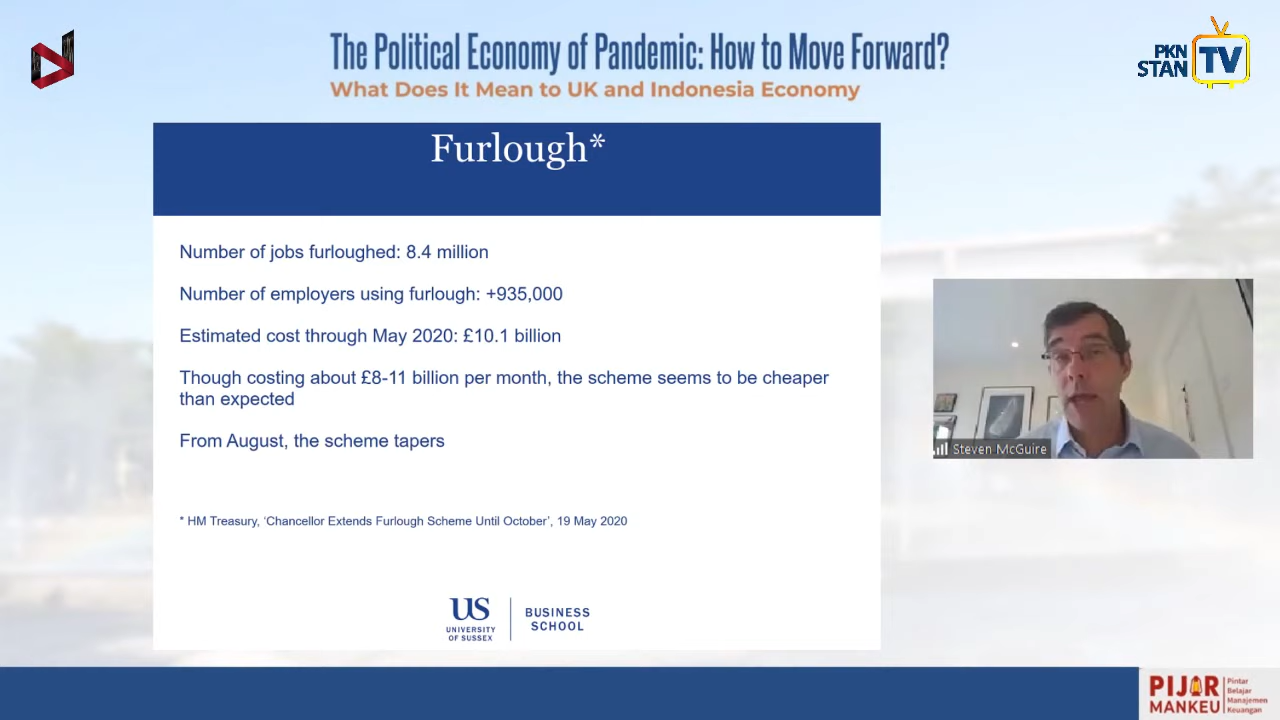 The Political Economy of Pandemic: How to Move Forward?
What Does It Mean to UK and Indonesia Economy
PKN
STAN TV
Furlough*
Number of jobs furloughed: 8.4 million
Number of employers using furlough: +935,000
Estimated cost through May 2020: £10.1 billion
Though costing about £8-11 billion per month, the scheme seems to be cheaper
than expected
From August, the scheme tapers
* HM Treasury, ‘Chancellor Extends Furlough Scheme Until October’, 19 May 2020
US
UNIVERSITY
OF SUSSEX
BUSINESS
SCHOOL
Steven McGuire
PIJAR
MANKEU
Pintar
Belajar
Manajemen
Keuangan